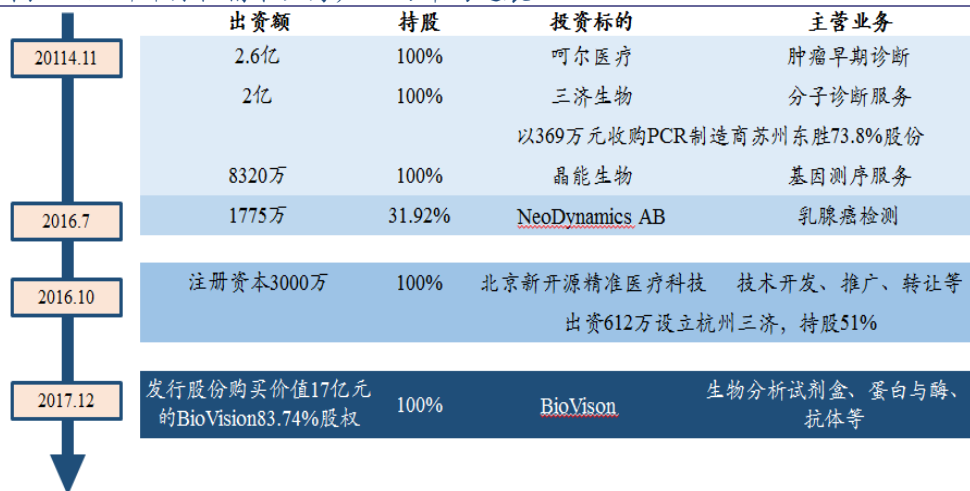 出资额 持股 投资标的 主营业务
20114.11 2.6亿 100% 呵尔医疗 肿瘤早期诊断
2亿 100% 三济生物 分子诊断服务
以369万元收购PCR制造商苏州东胜73.8%股份
8320万 100% 晶能生物 基因测序服务
2016.7 1775万 31.92% NeoDynamics AB 乳腺癌检测
2016.10 注册资本3000万 100% 北京新开源精准医疗科技 技术开发、推广、转让等
出资612万设立杭州三济，持股51%
2017.12 发行股份购买价值17亿元的BioVision83.74%股权 100% BioVison 生物分析试剂盒、蛋白与酶、抗体等